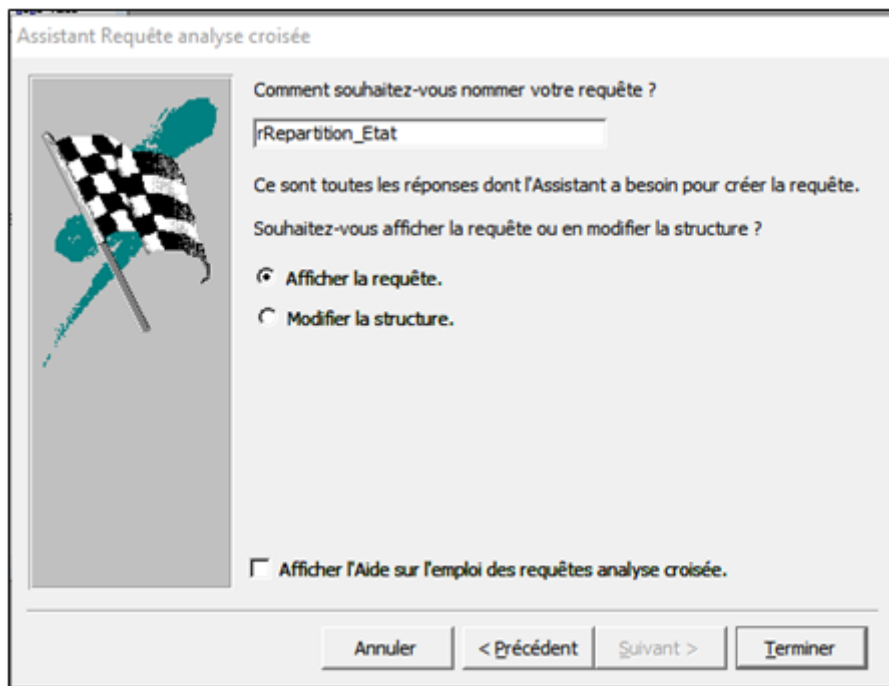 Assistant Requête analyse croisée
Comment souhaitez-vous nommer votre requête ?
rRepartition_Etat
Ce sont toutes les réponses dont l'Assistant a besoin pour créer la requête.
Souhaitez-vous afficher la requête ou en modifier la structure ?
Afficher la requête.
Modifier la structure.
Afficher l'Aide sur l'emploi des requêtes analyse croisée.
Annuler < Précédent Suivant > Terminer